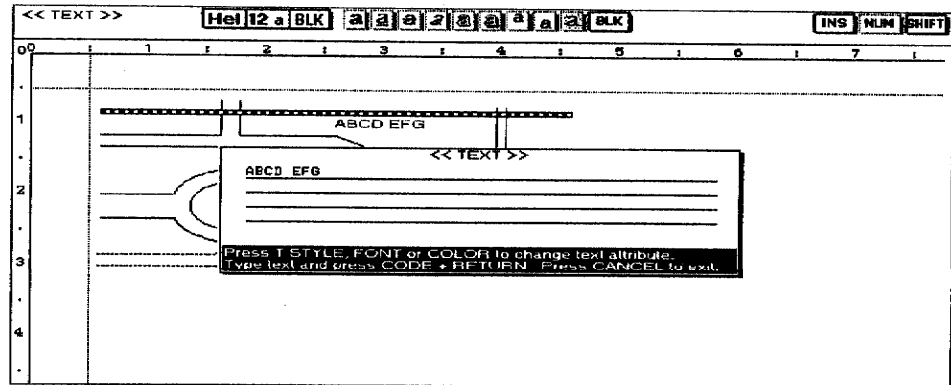 << TEXT >> Hel 12 a BLK a a a a a a a a a BLK INS NUM SHIFT
0 1 2 3 4 5 6 7
0
1
ABCD EFG
<< TEXT >>
ABCD EFG
2
Press T STYLE, FONT or COLOR to change text attribute.
3
Type text and press CODE + RETURN. Press CANCEL to exit.
4